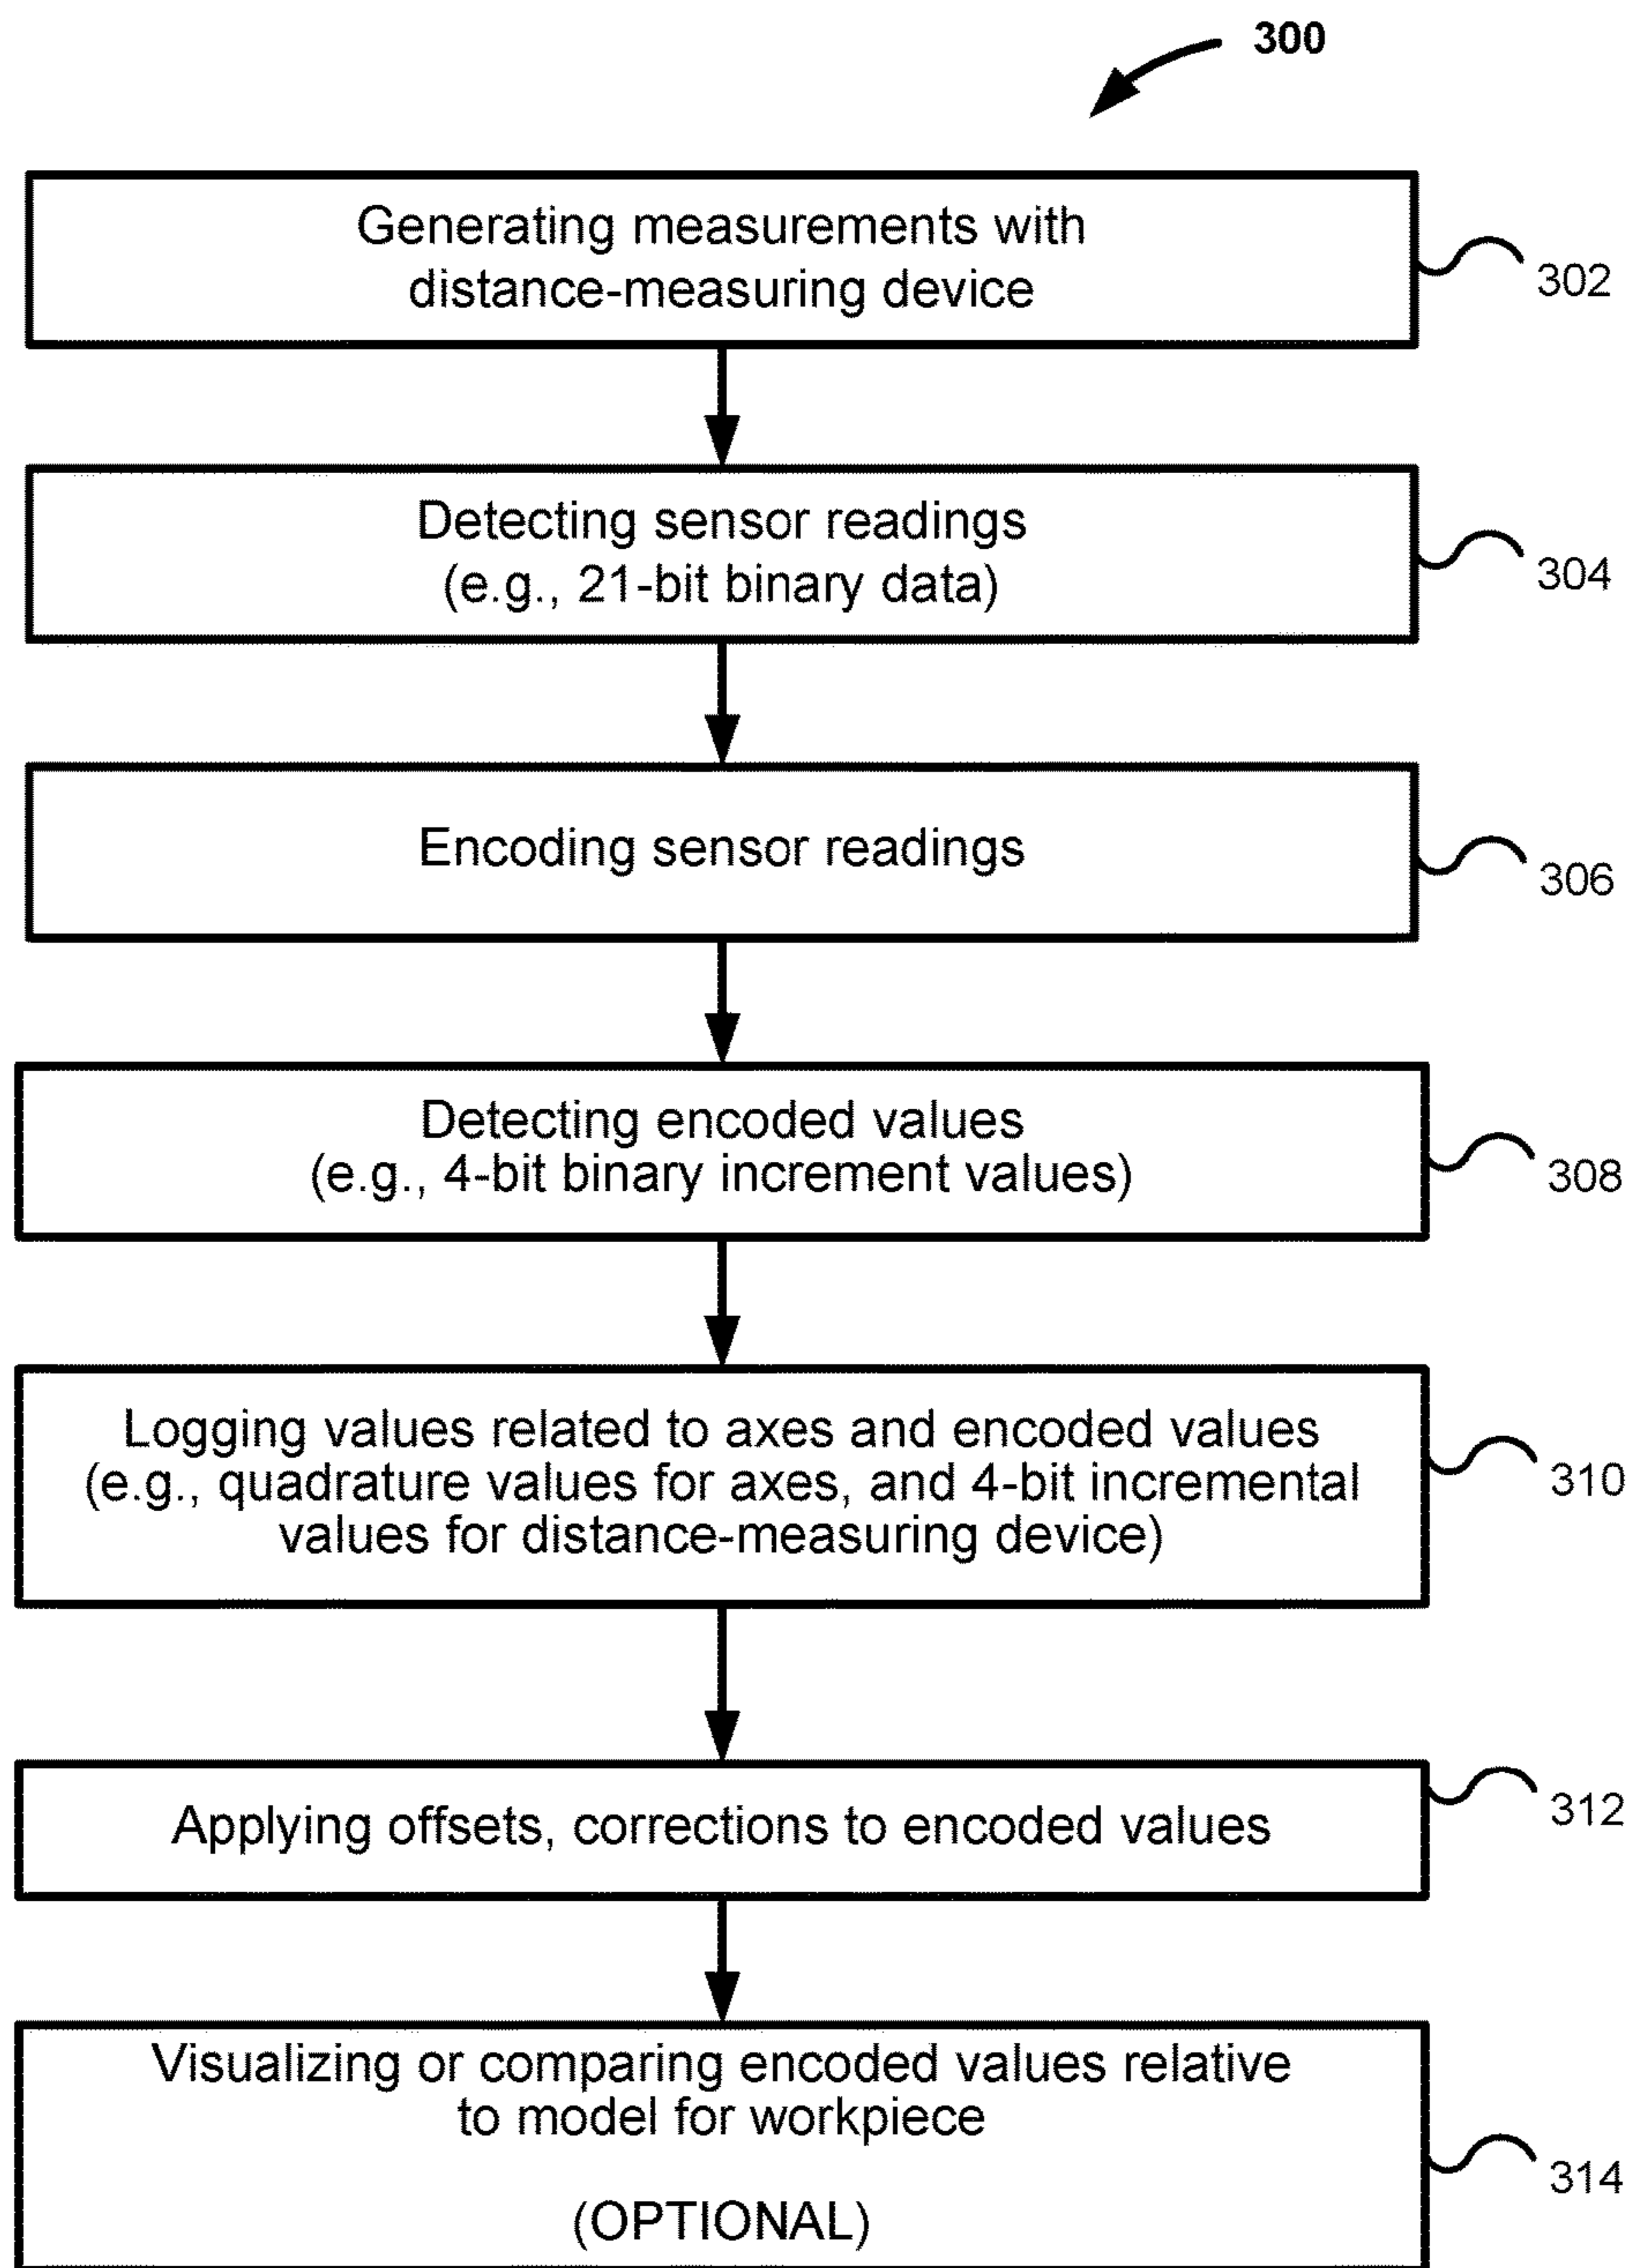 300
Generating measurements with
distance-measuring device
302
Detecting sensor readings
(e.g., 21-bit binary data)
304
Encoding sensor readings
306
Detecting encoded values
(e.g., 4-bit binary increment values)
308
Logging values related to axes and encoded values
(e.g., quadrature values for axes, and 4-bit incremental
values for distance-measuring device)
310
Applying offsets, corrections to encoded values
312
Visualizing or comparing encoded values relative
to model for workpiece
(OPTIONAL)
314